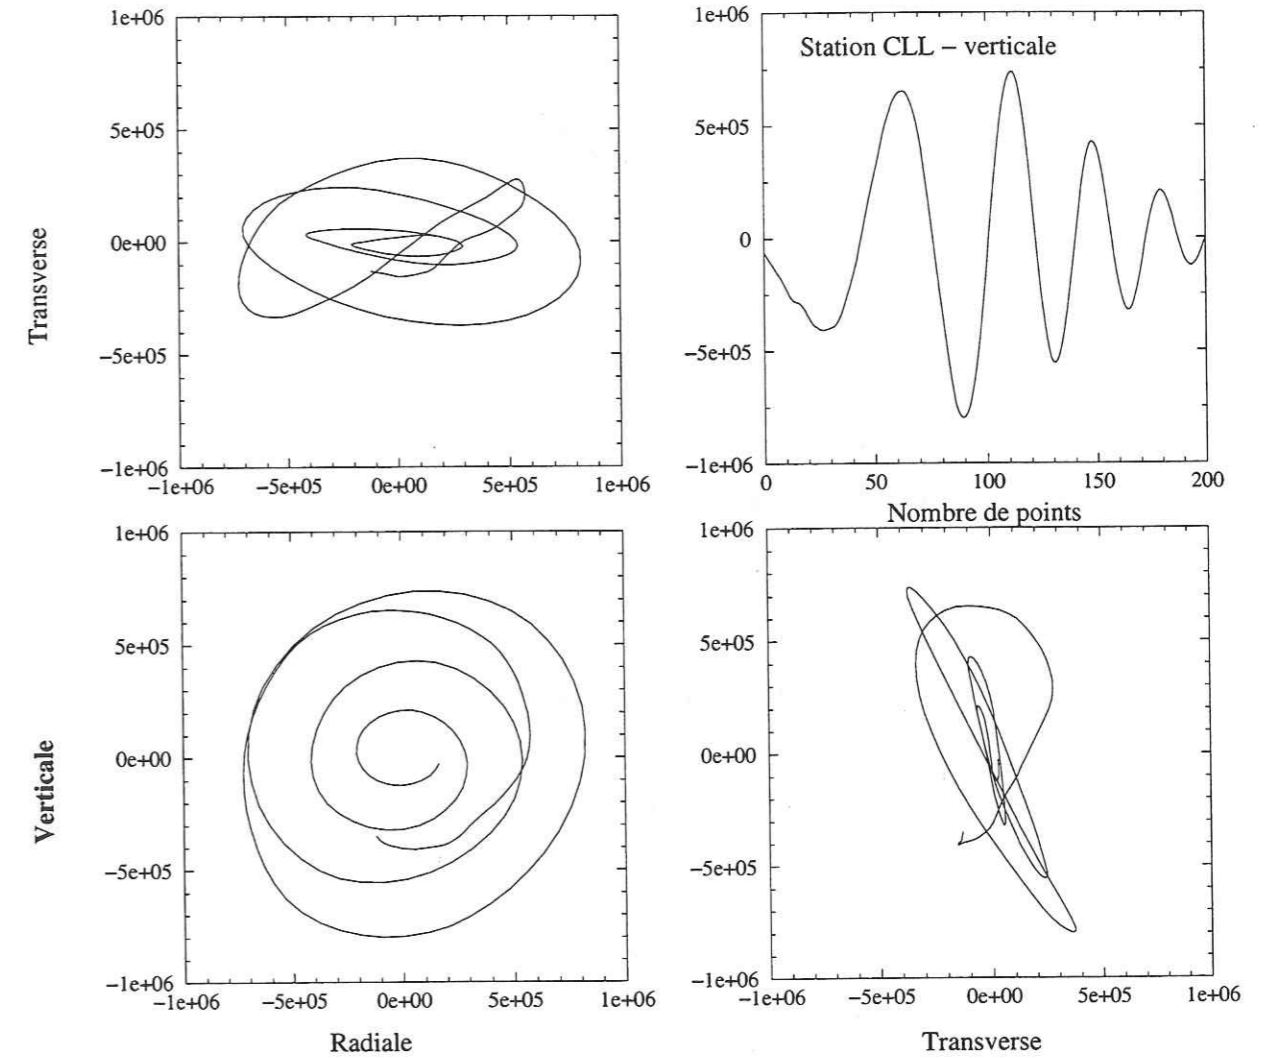 1e+06
5e+05
0e+00
−5e+05
−1e+06
Transverse
−1e+06 −5e+05 0e+00 5e+05 1e+06
Station CLL – verticale
1e+06
5e+05
0
−5e+05
−1e+06
0 50 100 150 200
Nombre de points
1e+06
5e+05
0e+00
−5e+05
−1e+06
Verticale
−1e+06 −5e+05 0e+00 5e+05 1e+06
Radiale
1e+06
5e+05
0e+00
−5e+05
−1e+06
−1e+06 −5e+05 0e+00 5e+05 1e+06
Transverse